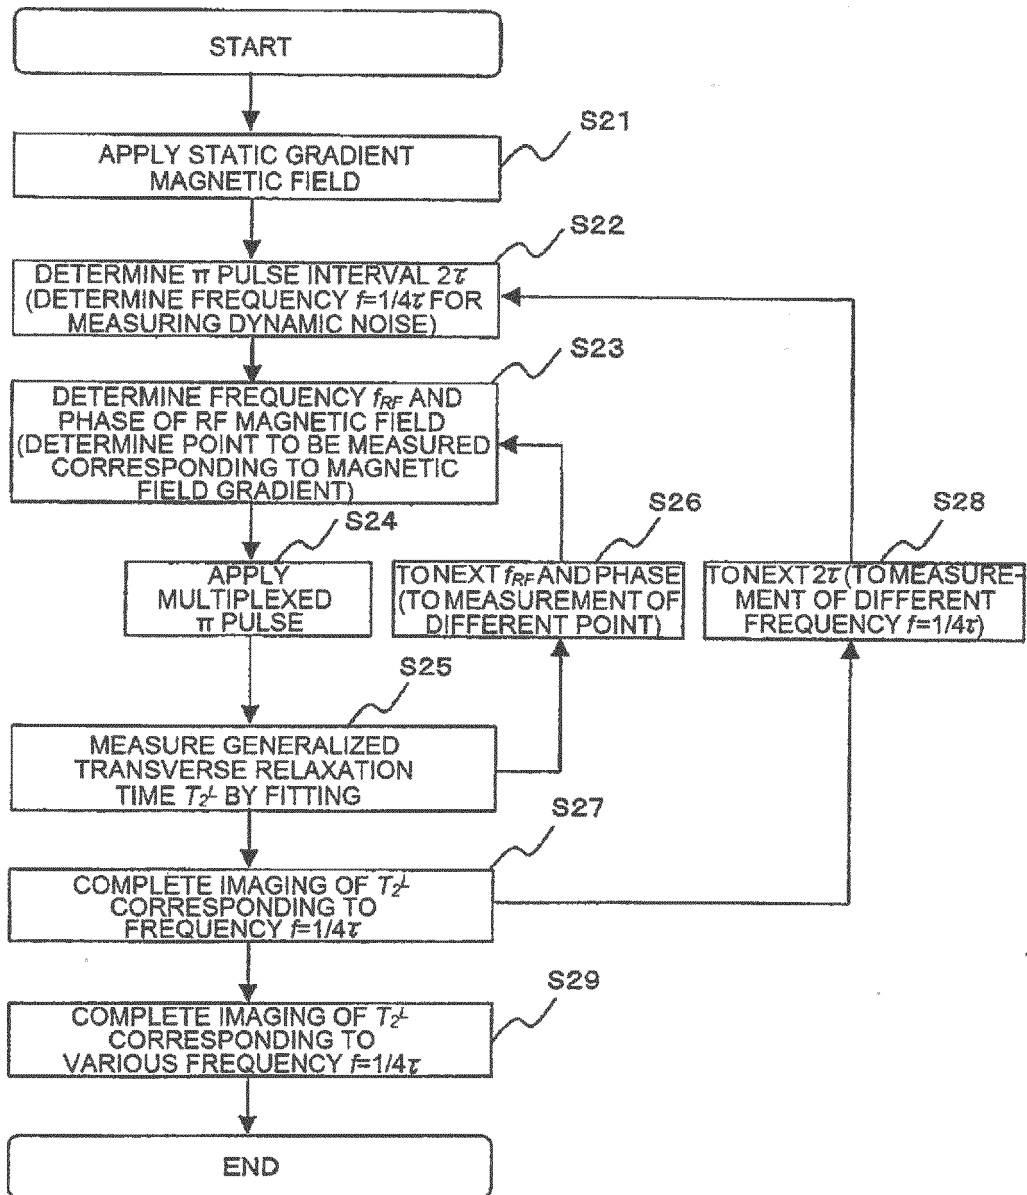 START
S21
APPLY STATIC GRADIENT
MAGNETIC FIELD
S22
DETERMINE π PULSE INTERVAL 2τ
(DETERMINE FREQUENCY f=1/4τ FOR
MEASURING DYNAMIC NOISE)
S23
DETERMINE FREQUENCY fRF AND
PHASE OF RF MAGNETIC FIELD
(DETERMINE POINT TO BE MEASURED
CORRESPONDING TO MAGNETIC
FIELD GRADIENT)
S24
APPLY
MULTIPLEXED
π PULSE
S26
TO NEXT fRF AND PHASE
(TO MEASUREMENT OF
DIFFERENT POINT)
S28
TO NEXT 2τ (TO MEASURE-
MENT OF DIFFERENT
FREQUENCY f=1/4τ)
S25
MEASURE GENERALIZED
TRANSVERSE RELAXATION
TIME T2L BY FITTING
S27
COMPLETE IMAGING OF T2L
CORRESPONDING TO
FREQUENCY f=1/4τ
S29
COMPLETE IMAGING OF T2L
CORRESPONDING TO
VARIOUS FREQUENCY f=1/4τ
END